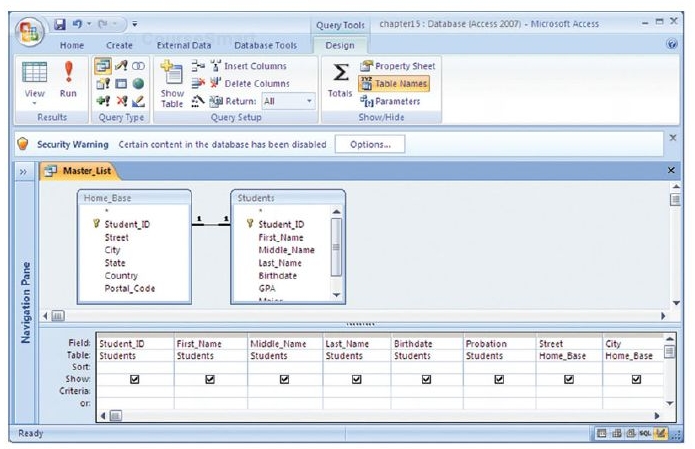 Query Tools
chapter15 : Database (Access 2007) - Microsoft Access
Home
Create
External Data
Database Tools
Design
CourseSmart
View
Run
Results
Query Type
Show Table
Insert Columns
Delete Columns
Return: All
Query Setup
Totals
Property Sheet
Table Names
Parameters
Show/Hide
Security Warning Certain content in the database has been disabled Options...
Master_List
Navigation Pane
Home_Base
*
Student_ID
Street
City
State
Country
Postal_Code
1 1
Students
*
Student_ID
First_Name
Middle_Name
Last_Name
Birthdate
GPA
Major
Field: Student_ID First_Name Middle_Name Last_Name Birthdate Probation Street City
Table: Students Students Students Students Students Students Home_Base Home_Base
Sort:
Show:
Criteria:
or:
Ready
SQL